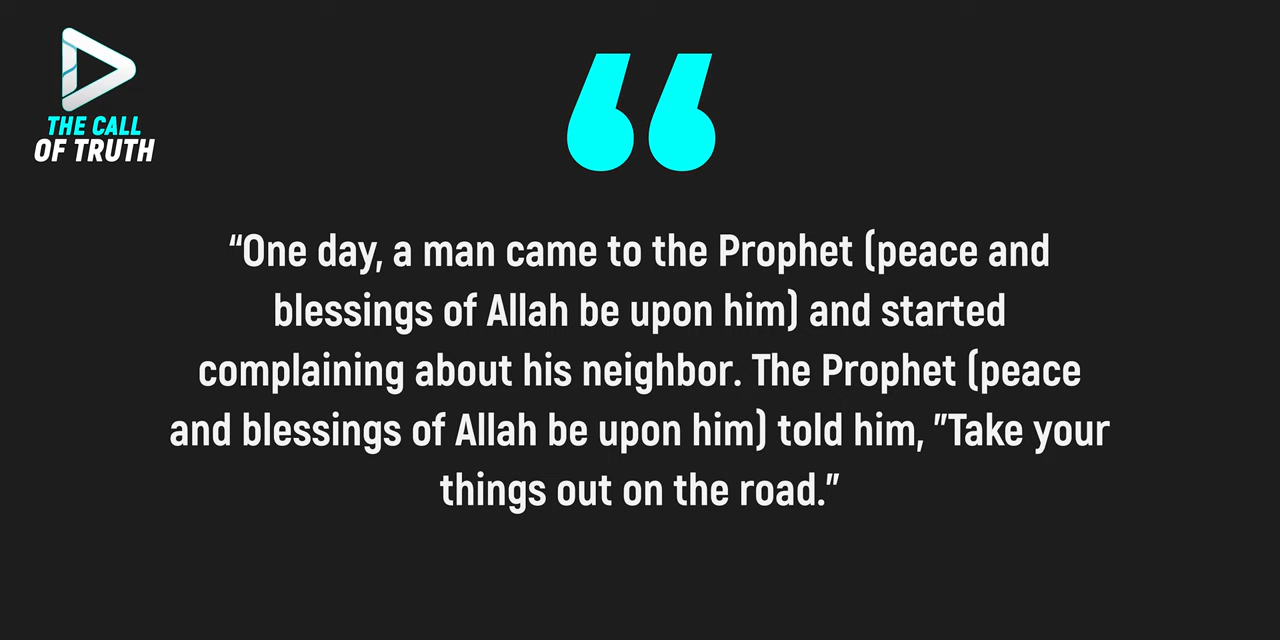 THE CALL
OF TRUTH
“One day, a man came to the Prophet (peace and
blessings of Allah be upon him) and started
complaining about his neighbor. The Prophet (peace
and blessings of Allah be upon him) told him, ”Take your
things out on the road.”